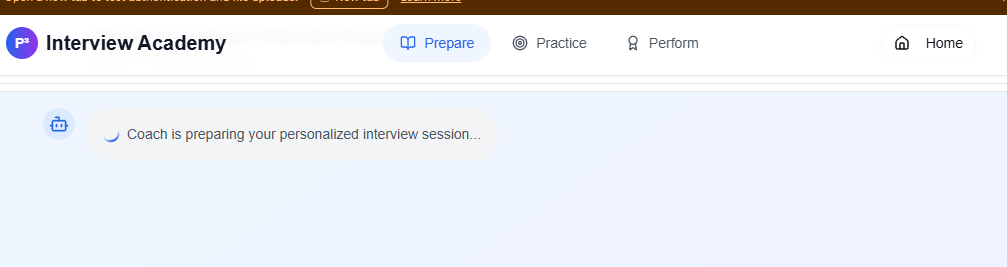 Open a new tab to test authentication and file uploads. New tab Learn more
P³ Interview Academy Prepare Practice Perform Home
Coach is preparing your personalized interview session...